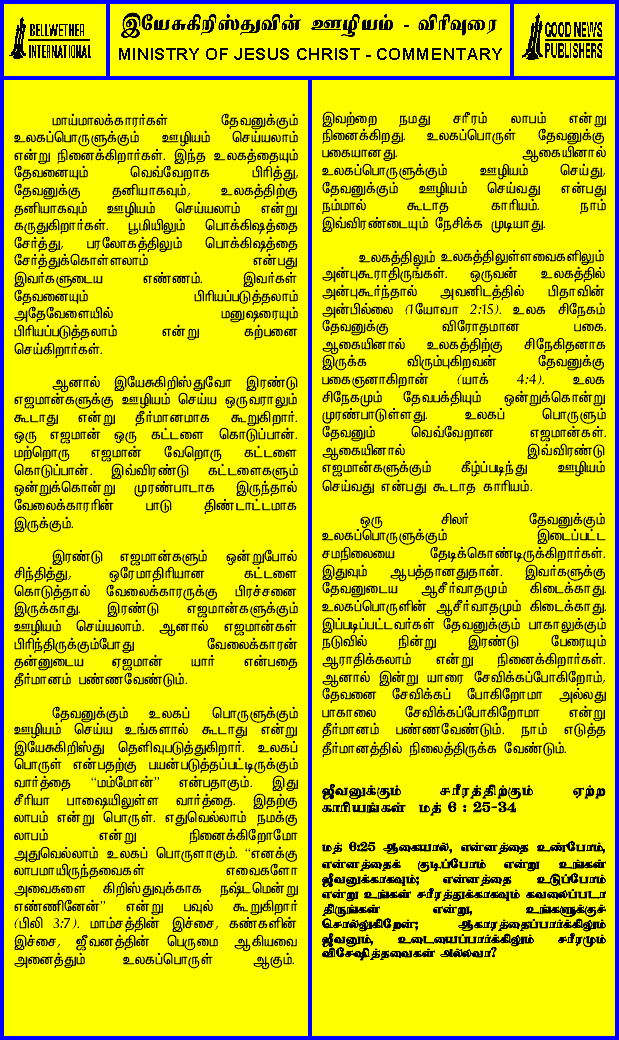 BELLWETHER
INTERNATIONAL
இயேசுகிறிஸ்துவின் ஊழியம் - விரிவுரை
MINISTRY OF JESUS CHRIST - COMMENTARY
GOOD NEWS
PUBLISHERS
மாய்மாலக்காரர்கள் தேவனுக்கும்
உலகப்பொருளுக்கும் ஊழியம் செய்யலாம்
என்று நினைக்கிறார்கள். இந்த உலகத்தையும்
தேவனையும் வெவ்வேறாக பிரித்து,
தேவனுக்கு தனியாகவும், உலகத்திற்கு
தனியாகவும் ஊழியம் செய்யலாம் என்று
கருதுகிறார்கள். பூமியிலும் பொக்கிஷத்தை
சேர்த்து, பரலோகத்திலும் பொக்கிஷத்தை
சேர்த்துக்கொள்ளலாம் என்பது
இவர்களுடைய எண்ணம். இவர்கள்
தேவனையும் பிரியப்படுத்தலாம்
அதேவேளையில் மனுஷரையும்
பிரியப்படுத்தலாம் என்று கற்பனை
செய்கிறார்கள்.
ஆனால் இயேசுகிறிஸ்துவோ இரண்டு
எஜமான்களுக்கு ஊழியம் செய்ய ஒருவராலும்
கூடாது என்று தீர்மானமாக கூறுகிறார்.
ஒரு எஜமான் ஒரு கட்டளை கொடுப்பான்.
மற்றொரு எஜமான் வேறொரு கட்டளை
கொடுப்பான். இவ்விரண்டு கட்டளைகளும்
ஒன்றுக்கொன்று முரண்பாடாக இருந்தால்
வேலைக்காரரின் பாடு திண்டாட்டமாக
இருக்கும்.
இரண்டு எஜமான்களும் ஒன்றுபோல்
சிந்தித்து, ஒரேமாதிரியான கட்டளை
கொடுத்தால் வேலைக்காரருக்கு பிரச்சனை
இருக்காது. இரண்டு எஜமான்களுக்கும்
ஊழியம் செய்யலாம். ஆனால் எஜமான்கள்
பிரிந்திருக்கும்போது வேலைக்காரன்
தன்னுடைய ஏஜமான் யார் என்பதை
தீர்மானம் பண்ணவேண்டும்.
தேவனுக்கும் உலகப் பொருளுக்கும்
ஊழியம் செய்ய உங்களால் கூடாது என்று
இயேசுகிறிஸ்து தெளிவுபடுத்துகிறார். உலகப்
பொருள் என்பதற்கு பயன்படுத்தப்பட்டிருக்கும்
வார்த்தை “மம்மோன்” என்பதாகும். இது
சீரியா பாஷையிலுள்ள வார்த்தை. இதற்கு
லாபம் என்று பொருள். எதுவெல்லாம் நமக்கு
லாபம் என்று நினைக்கிறோமோ
அதுவெல்லாம் உலகப் பொருளாகும். “எனக்கு
லாபமாயிருந்தவைகள் எவைகளோ
அவைகளை கிறிஸ்துவுக்காக நஷ்டமென்று
எண்ணினேன்” என்று பவுல் கூறுகிறார்
(பிலி 3:7). மாம்சத்தின் இச்சை, கண்களின்
இச்சை, ஜீவனத்தின் பெருமை ஆகியவை
அனைத்தும் உலகப்பொருள் ஆகும்.
இவற்றை நமது சரீரம் லாபம் என்று
நினைக்கிறது. உலகப்பொருள் தேவனுக்கு
பகையானது. ஆகையினால்
உலகப்பொருளுக்கும் ஊழியம் செய்து,
தேவனுக்கும் ஊழியம் செய்வது என்பது
நம்மால் கூடாத காரியம். நாம்
இவ்விரண்டையும் நேசிக்க முடியாது.
உலகத்திலும் உலகத்திலுள்ளவைகளிலும்
அன்புகூராதிருங்கள். ஒருவன் உலகத்தில்
அன்புகூர்ந்தால் அவனிடத்தில் பிதாவின்
அன்பில்லை (1யோவா 2:15). உலக சிநேகம்
தேவனுக்கு விரோதமான பகை.
ஆகையினால் உலகத்திற்கு சிநேகிதனாக
இருக்க விரும்புகிறவன் தேவனுக்கு
பகைஞனாகிறான் (யாக் 4:4). உலக
சிநேகமும் தேவபக்தியும் ஒன்றுக்கொன்று
முரண்பாடுள்ளது. உலகப் பொருளும்
தேவனும் வெவ்வேறான எஜமான்கள்.
ஆகையினால் இவ்விரண்டு
எஜமான்களுக்கும் கீழ்ப்படிந்து ஊழியம்
செய்வது என்பது கூடாத காரியம்.
ஒரு சிலர் தேவனுக்கும்
உலகப்பொருளுக்கும் இடைப்பட்ட
சமநிலையை தேடிக்கொண்டிருக்கிறார்கள்.
இதுவும் ஆபத்தானதுதான். இவர்களுக்கு
தேவனுடைய ஆசீர்வாதமும் கிடைக்காது.
உலகப்பொருளின் ஆசீர்வாதமும் கிடைக்காது.
இப்படிப்பட்டவர்கள் தேவனுக்கும் பாகாலுக்கும்
நடுவில் நின்று இரண்டு பேரையும்
ஆராதிக்கலாம் என்று நினைக்கிறார்கள்.
ஆனால் இன்று யாரை சேவிக்கப்போகிறோம்,
தேவனை சேவிக்கப் போகிறோமா அல்லது
பாகாலை சேவிக்கப்போகிறோமா என்று
தீர்மானம் பண்ணவேண்டும். நாம் எடுத்த
தீர்மானத்தில் நிலைத்திருக்க வேண்டும்.
ஜீவனுக்கும் சரீரத்திற்கும் ஏற்ற
காரியங்கள் மத் 6 : 25-34
மத் 6:25 ஆகையால், என்னத்தை உண்போம்,
என்னத்தைக் குடிப்போம் என்று உங்கள்
ஜீவனுக்காகவும்; என்னத்தை உடுப்போம்
என்று உங்கள் சரீரத்துக்காகவும் கவலைப்படா
திருங்கள் என்று, உங்களுக்குச்
சொல்லுகிறேன்; ஆகாரத்தைப்பார்க்கிலும்
ஜீவனும், உடையைப்பார்க்கிலும் சரீரமும்
விசேஷித்தவைகள் அல்லவா?